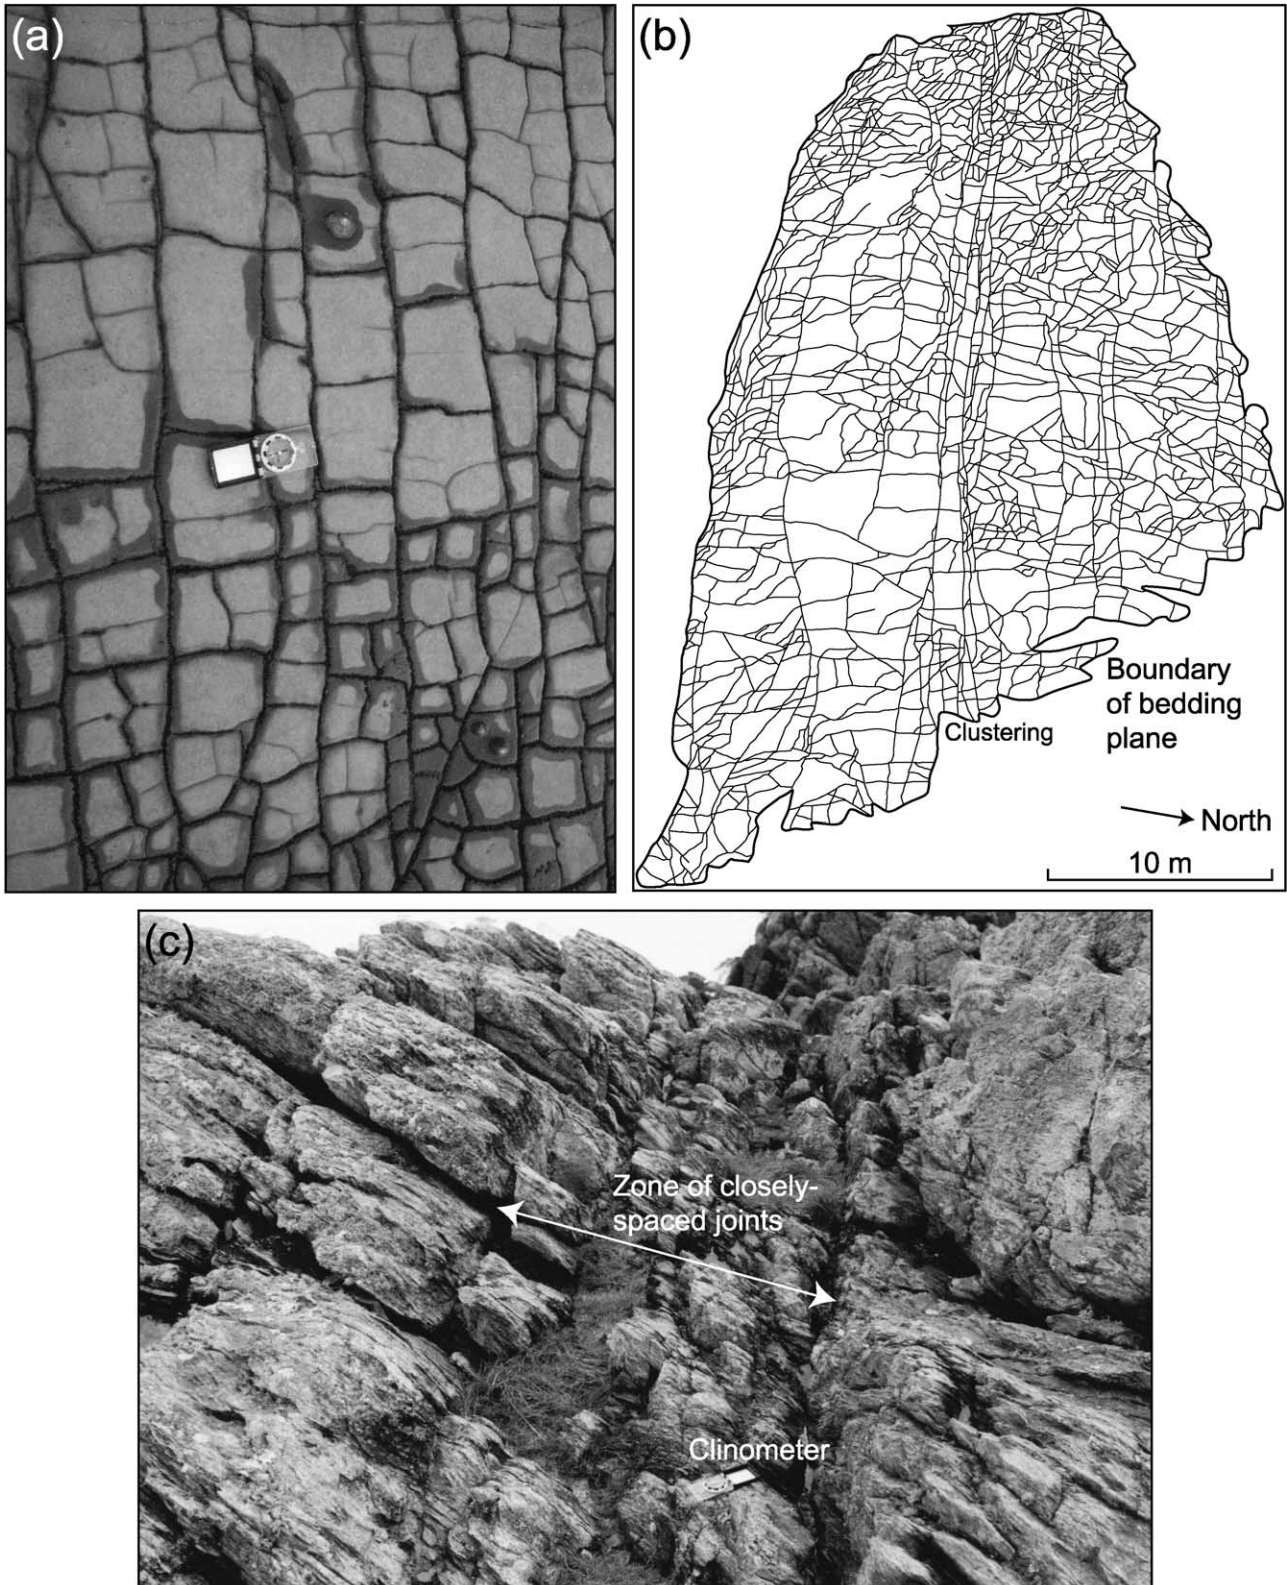 (a)
(b)
Clustering
Boundary
of bedding
plane
North
10 m
(c)
Zone of closely-
spaced joints
Clinometer